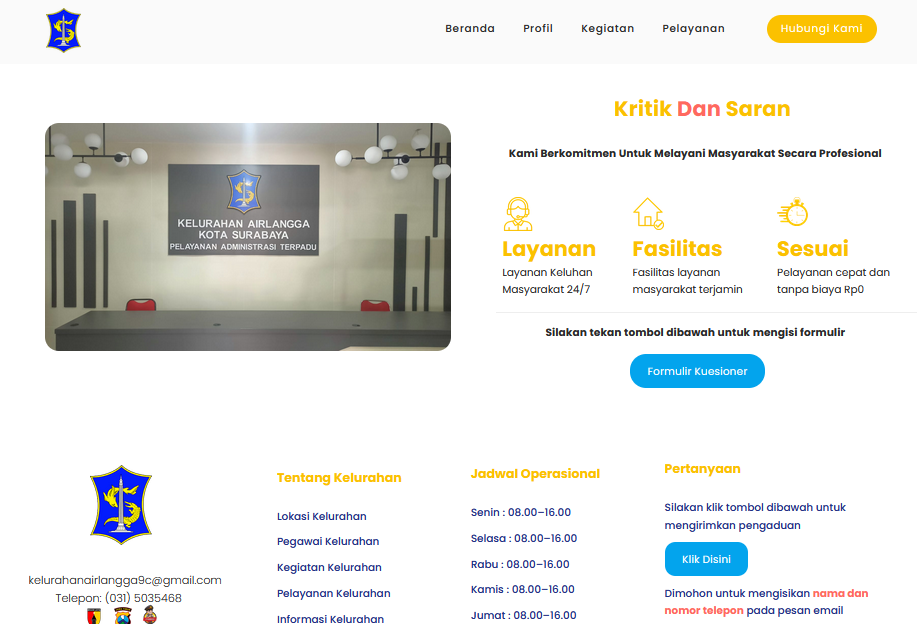 Beranda
Profil
Kegiatan
Pelayanan
Hubungi Kami
KELURAHAN AIRLANGGA
KOTA SURABAYA
PELAYANAN ADMINISTRASI TERPADU
Kritik Dan Saran
Kami Berkomitmen Untuk Melayani Masyarakat Secara Profesional
Layanan
Layanan Keluhan
Masyarakat 24/7
Fasilitas
Fasilitas layanan
masyarakat terjamin
Sesuai
Pelayanan cepat dan
tanpa biaya Rp0
Silakan tekan tombol dibawah untuk mengisi formulir
Formulir Kuesioner
kelurahanairlangga9c@gmail.com
Telepon: (031) 5035468
Tentang Kelurahan
Lokasi Kelurahan
Pegawai Kelurahan
Kegiatan Kelurahan
Pelayanan Kelurahan
Informasi Kelurahan
Jadwal Operasional
Senin : 08.00–16.00
Selasa : 08.00–16.00
Rabu : 08.00–16.00
Kamis : 08.00–16.00
Jumat : 08.00–16.00
Pertanyaan
Silakan klik tombol dibawah untuk
mengirimkan pengaduan
Klik Disini
Dimohon untuk mengisikan nama dan
nomor telepon pada pesan email